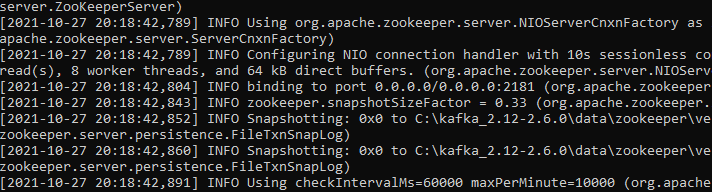 server.ZooKeeperServer)
[2021-10-27 20:18:42,789] INFO Using org.apache.zookeeper.server.NIOServerCnxnFactory as
apache.zookeeper.server.ServerCnxnFactory)
[2021-10-27 20:18:42,789] INFO Configuring NIO connection handler with 10s sessionless co
read(s), 8 worker threads, and 64 kB direct buffers. (org.apache.zookeeper.server.NIOServ
[2021-10-27 20:18:42,804] INFO binding to port 0.0.0.0/0.0.0.0:2181 (org.apache.zookeeper
[2021-10-27 20:18:42,843] INFO zookeeper.snapshotSizeFactor = 0.33 (org.apache.zookeeper.
[2021-10-27 20:18:42,852] INFO Snapshotting: 0x0 to C:\kafka_2.12-2.6.0\data\zookeeper\ve
zookeeper.server.persistence.FileTxnSnapLog)
[2021-10-27 20:18:42,860] INFO Snapshotting: 0x0 to C:\kafka_2.12-2.6.0\data\zookeeper\ve
zookeeper.server.persistence.FileTxnSnapLog)
[2021-10-27 20:18:42,891] INFO Using checkIntervalMs=60000 maxPerMinute=10000 (org.apache